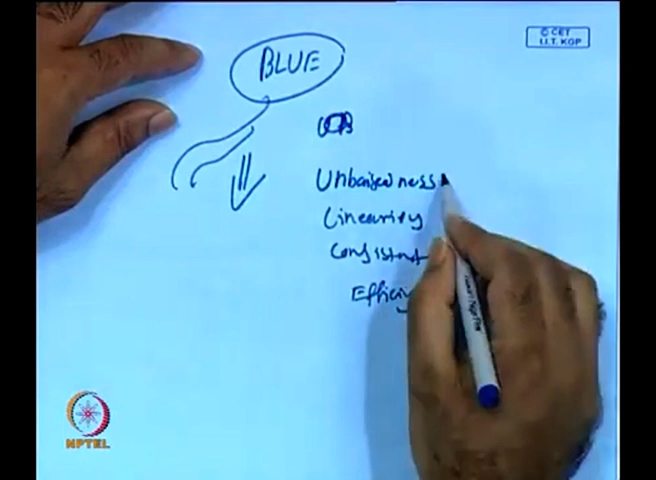 BLUE
© CET
I.I.T. KGP
Unbaisedness
Linearity
Consistent
NPTEL